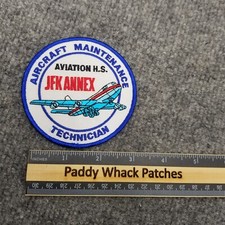 AIRCRAFT MAINTENANCE
AVIATION H.S.
JFK ANNEX
TECHNICIAN
Paddy Whack Patches